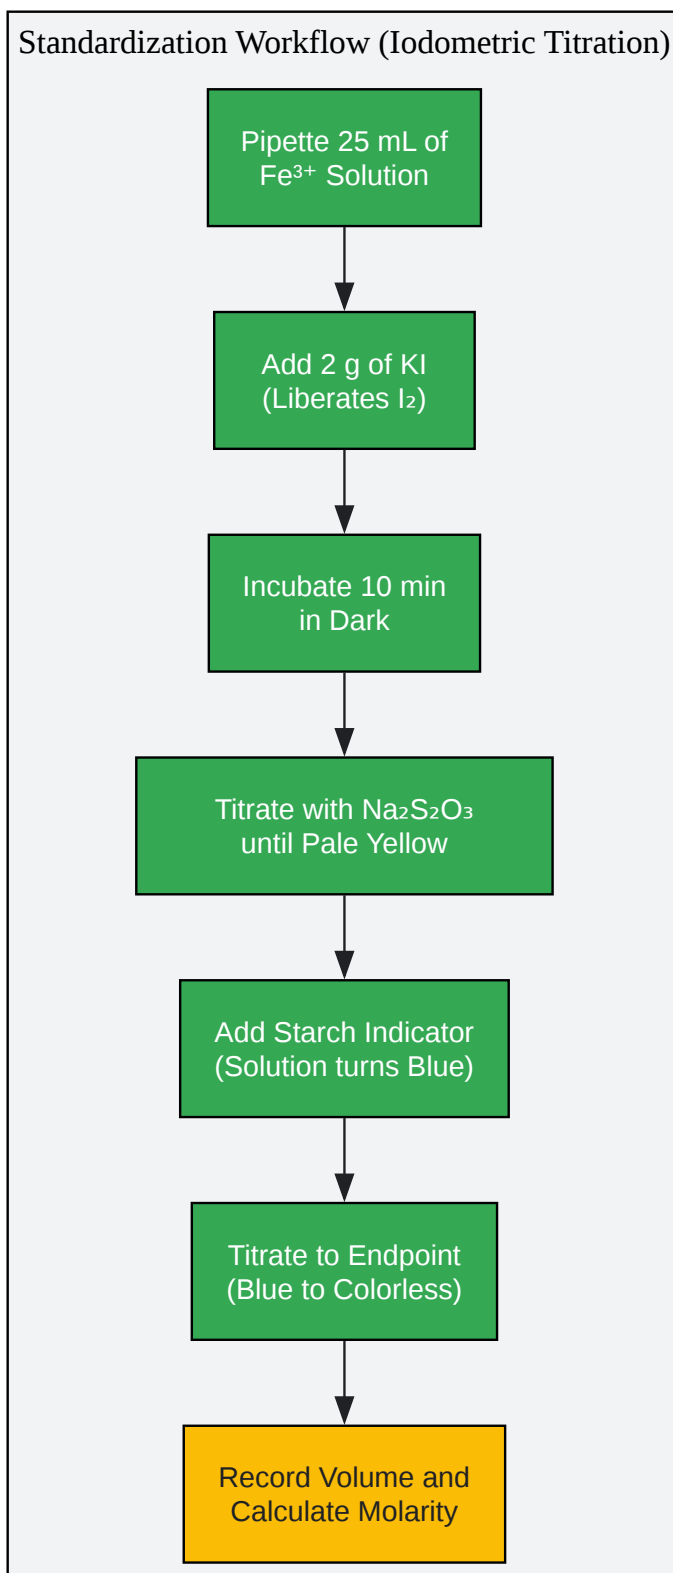 Standardization Workflow (Iodometric Titration)
Pipette 25 mL of
Fe³⁺ Solution
Add 2 g of KI
(Liberates I₂)
Incubate 10 min
in Dark
Titrate with Na₂S₂O₃
until Pale Yellow
Add Starch Indicator
(Solution turns Blue)
Titrate to Endpoint
(Blue to Colorless)
Record Volume and
Calculate Molarity